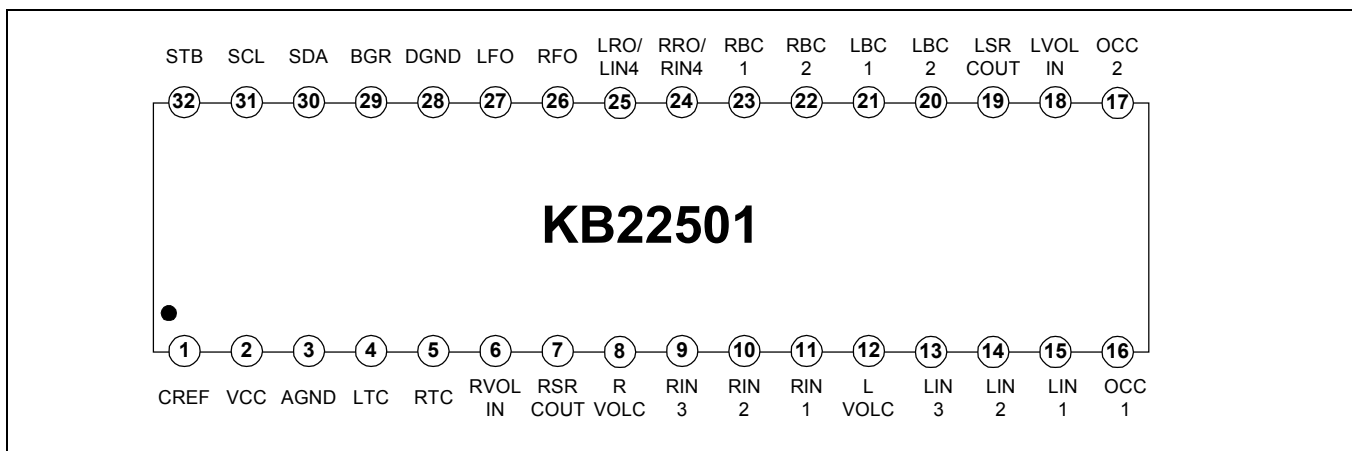 STB SCL SDA BGR DGND LFO RFO LRO/ RRO/ RBC RBC LBC LBC LSR LVOL OCC
LIN4 RIN4 1 2 1 2 COUT IN 2
32 31 30 29 28 27 26 25 24 23 22 21 20 19 18 17
KB22501
1 2 3 4 5 6 7 8 9 10 11 12 13 14 15 16
CREF VCC AGND LTC RTC RVOL RSR R RIN RIN RIN L LIN LIN LIN OCC
IN COUT VOLC 3 2 1 VOLC 3 2 1 1